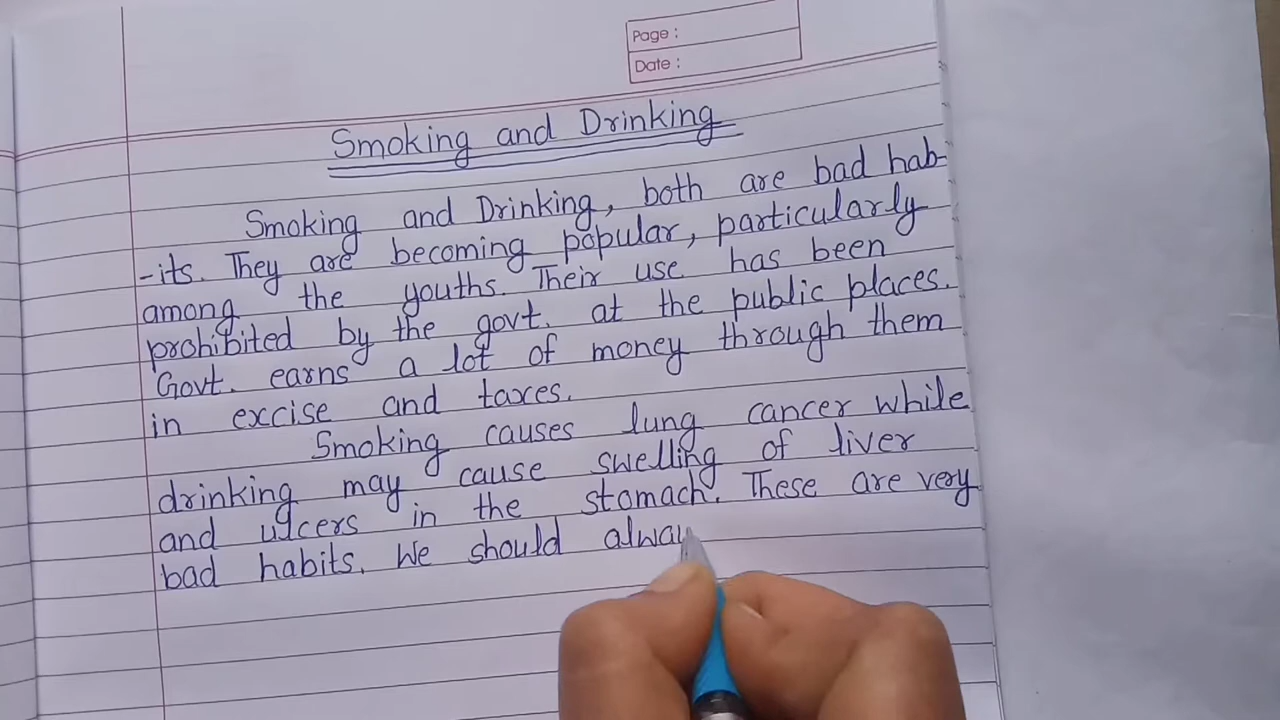 Page :
Date :
Smoking and Drinking
Smoking and Drinking, both are bad hab-
-its. They are becoming popular, particularly
among the youths. Their use has been
prohibited by the govt. at the public places.
Govt. earns a lot of money through them
in excise and taxes.
Smoking causes lung cancer while
drinking may cause swelling of liver
and ulcers in the stomach. These are very
bad habits. We should alway